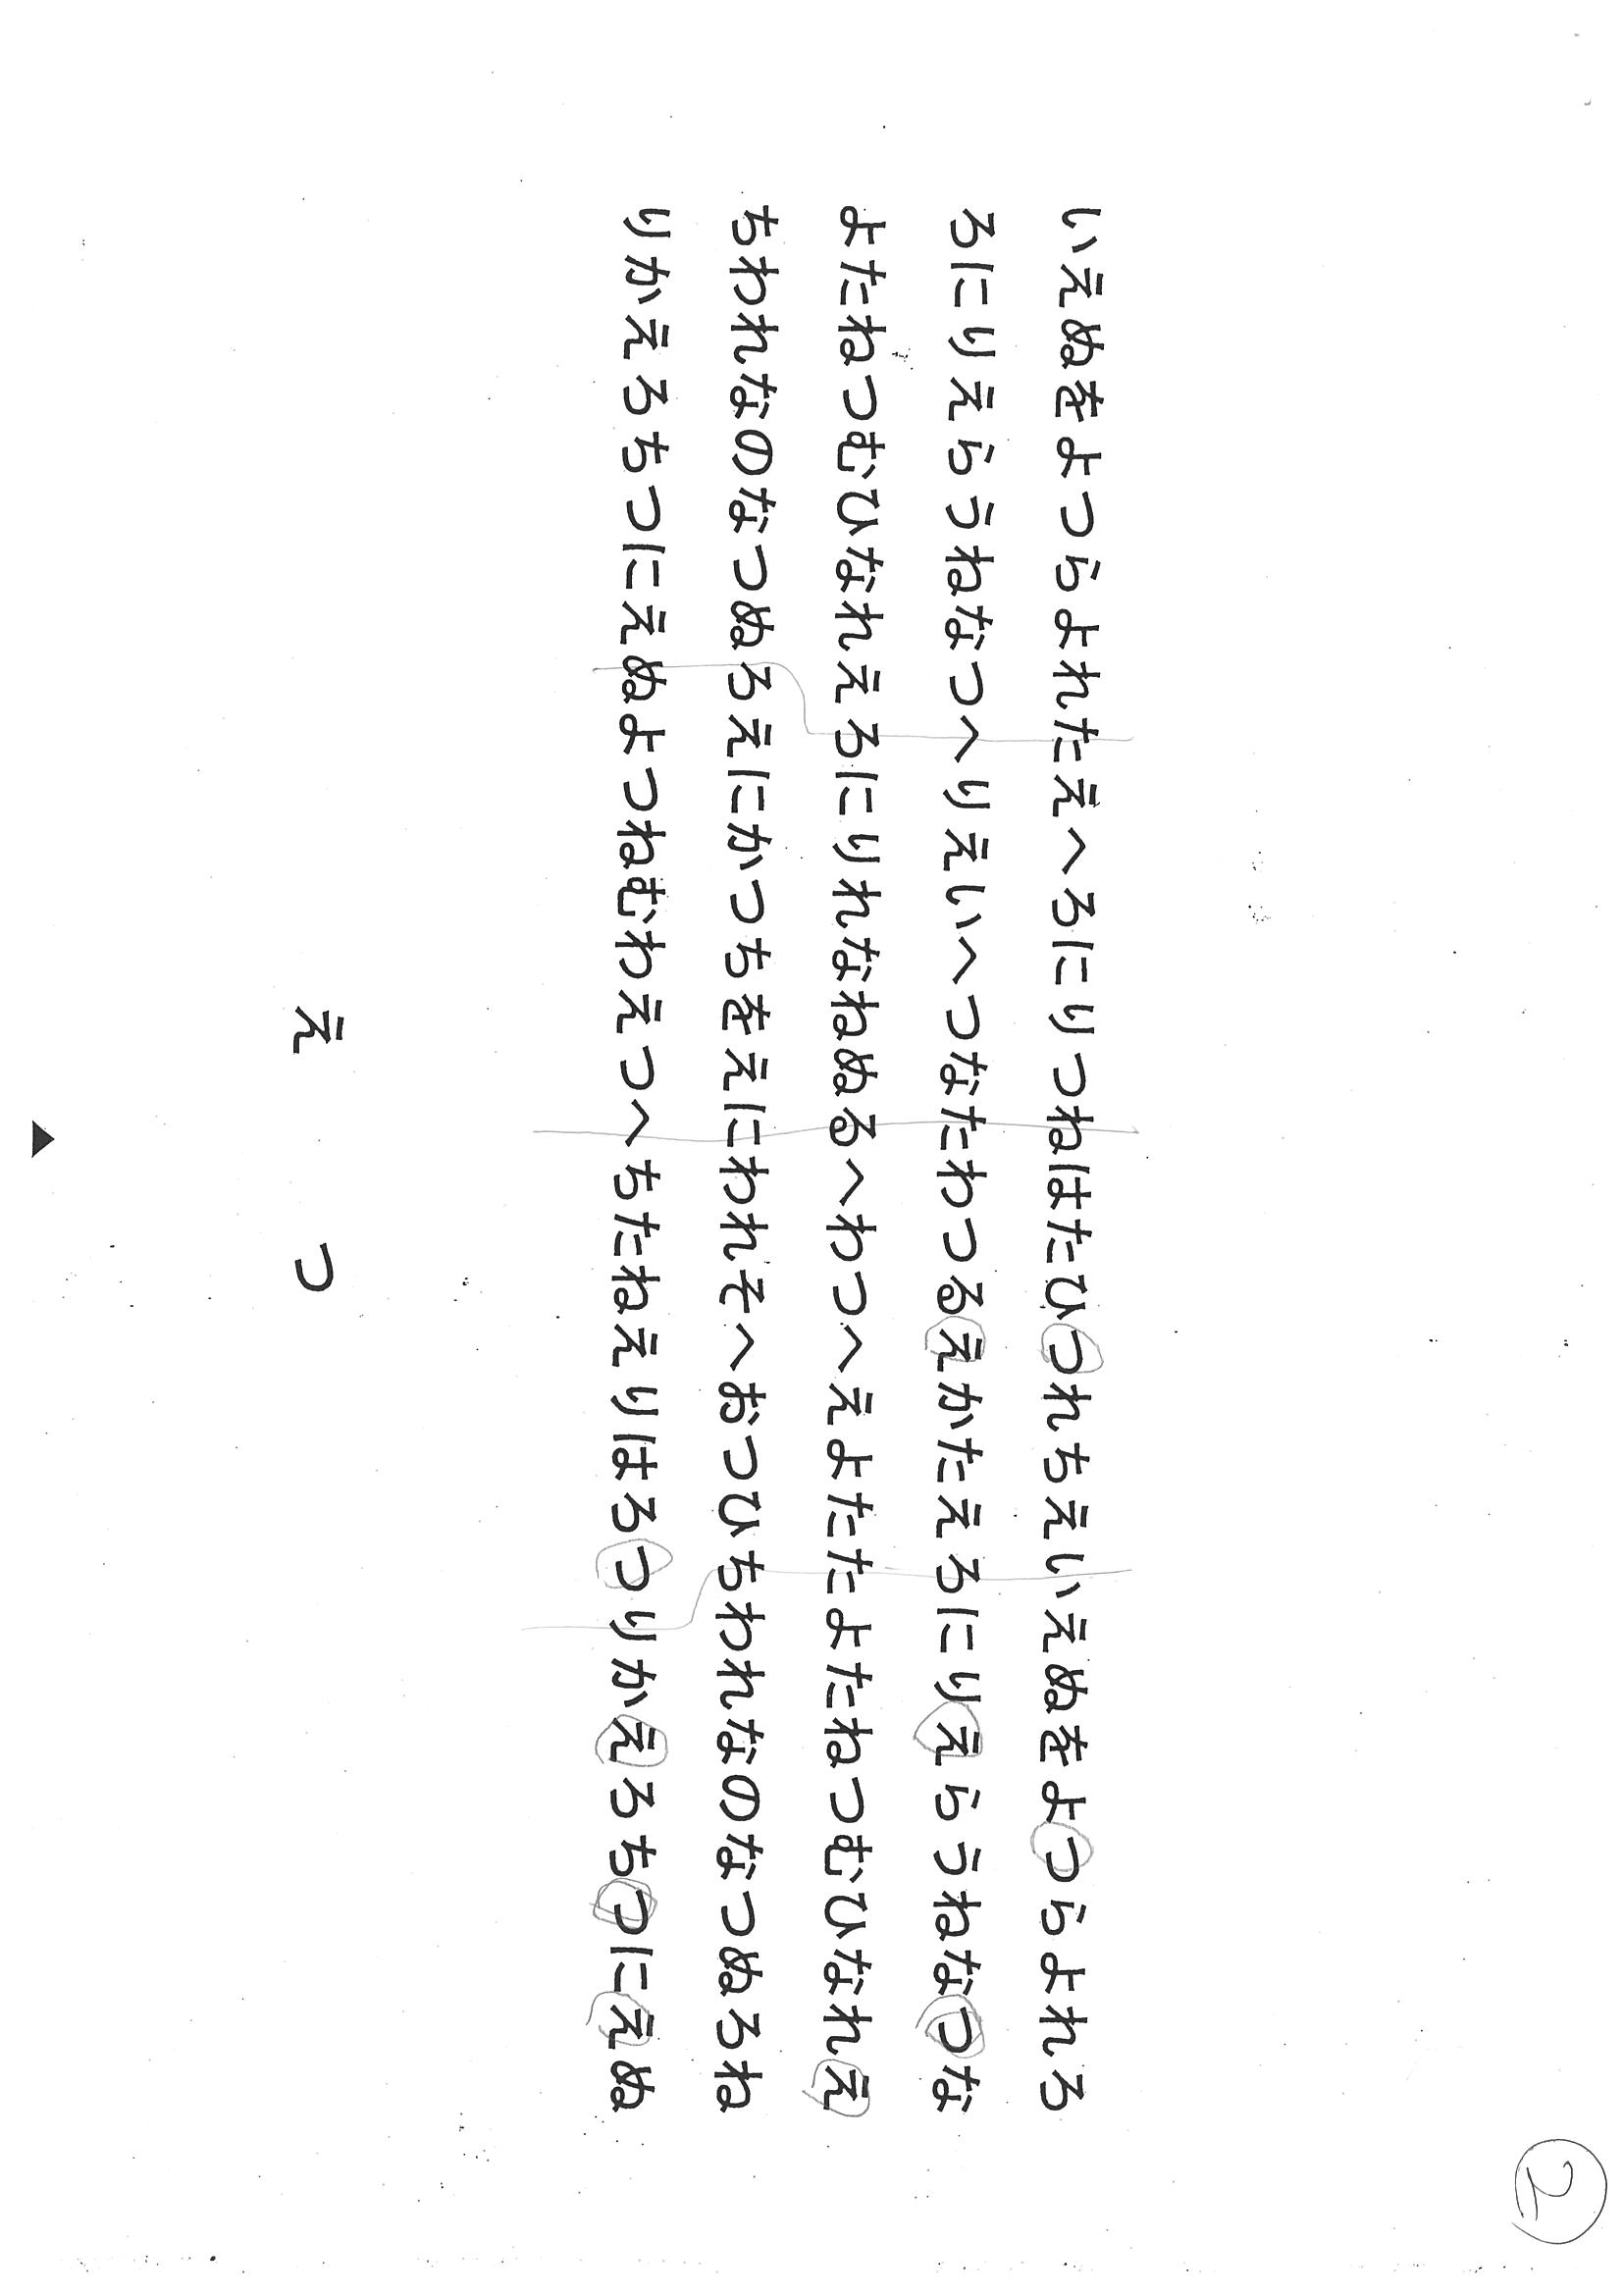 2
いえぬをよつらよれたえへろにりつねはたひつれちえいえぬをよつらよれろ
ろにりえらうねなつへりえいへつなたわつるえかたえろにりえらうねなつな
よたねつむひなれえろにりれなねぬるへわつへえよたたよたねつむひなれえ
ちわれなのなつぬろえにかつちをえにわれそへおつひちわれなのなつぬろね
りかえろちつにえぬよつねむわえつへちたねえりはろつりかえろちつにえぬ
え つ